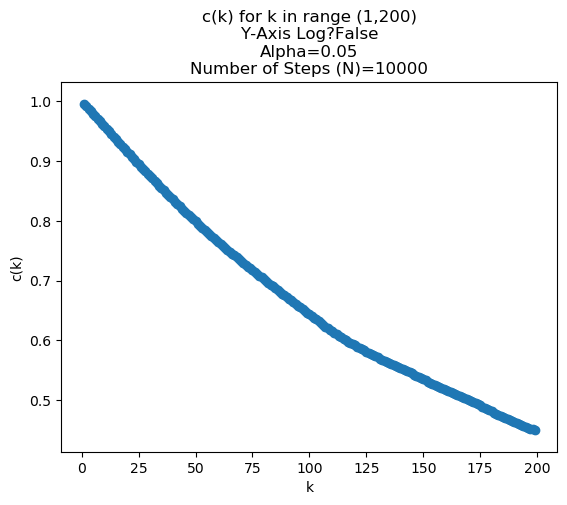 c(k) for k in range (1,200)
Y-Axis Log?False
Alpha=0.05
Number of Steps (N)=10000
1.0
0.9
0.8
0.7
0.6
0.5
c(k)
0
25
50
75
100
125
150
175
200
k